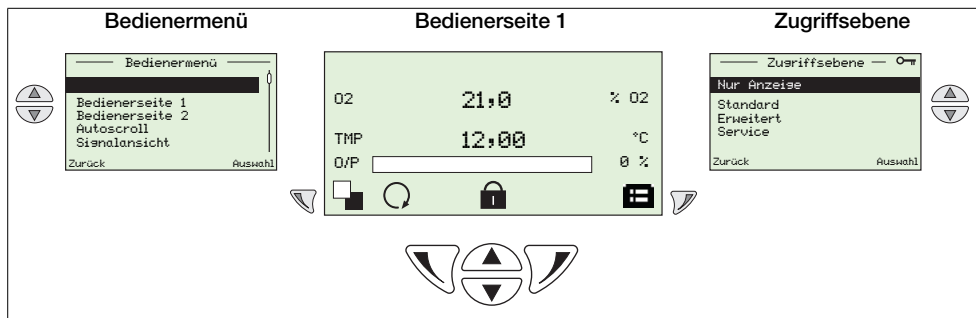 Bedienermenü
Bedienermenü
Bedienerseite 1
Bedienerseite 2
Autoscroll
Signalansicht
Zurück Auswahl
Bedienerseite 1
O2 21,0 % O2
TMP 12,00 °C
O/P 0 %
Zugriffsebene
Zugriffsebene
Nur Anzeige
Standard
Erweitert
Service
Zurück Auswahl